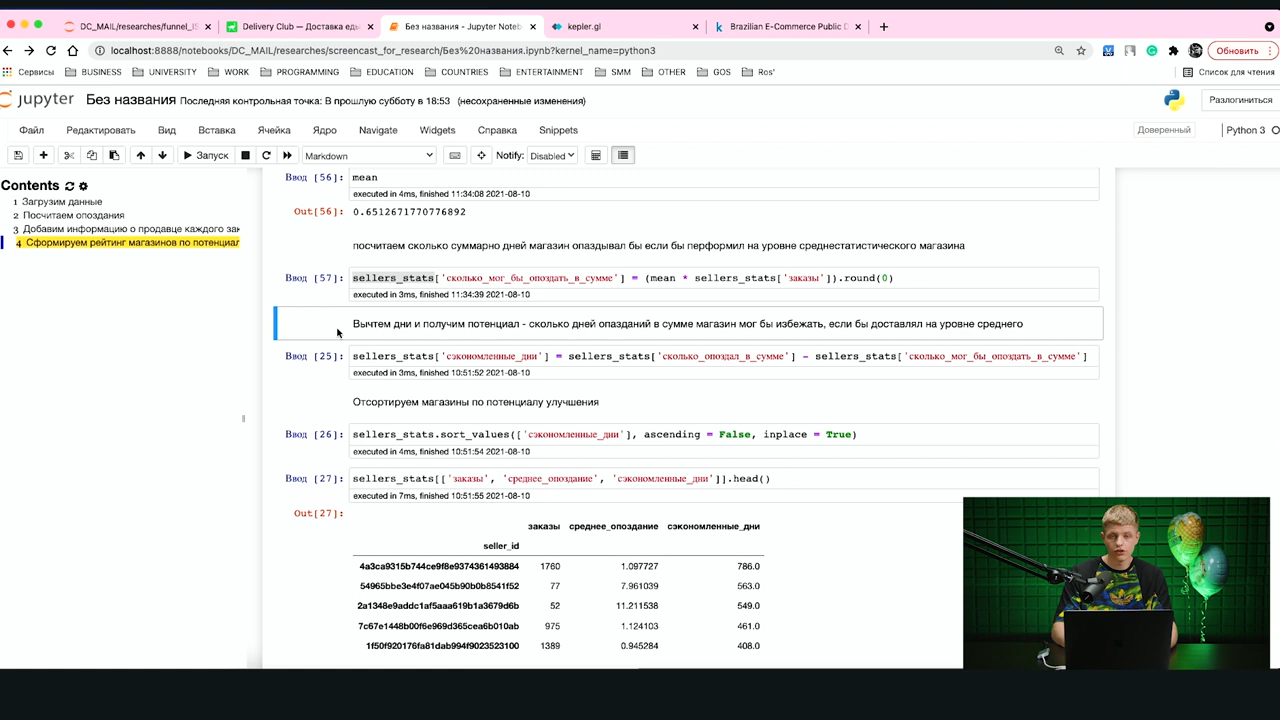 DC_MAIL/researches/funnel_IS
Delivery Club — Доставка еды
Без названия - Jupyter Noteb
kepler.gl
Brazilian E-Commerce Public D
localhost:8888/notebooks/DC_MAIL/researches/screencast_for_research/Без%20названия.ipynb?kernel_name=python3
Обновить
Сервисы BUSINESS UNIVERSITY WORK PROGRAMMING EDUCATION COUNTRIES ENTERTAINMENT SMM OTHER GOS Ros' Список для чтения
jupyter Без названия Последняя контрольная точка: В прошлую субботу в 18:53 (несохраненные изменения) Разлогиниться
Файл Редактировать Вид Вставка Ячейка Ядро Navigate Widgets Справка Snippets Доверенный Python 3
Запуск Markdown Notify: Disabled
Contents
1 Загрузим данные
2 Посчитаем опоздания
3 Добавим информацию о продавце каждого зак
4 Сформируем рейтинг магазинов по потенциал
Ввод [56]: mean
executed in 4ms, finished 11:34:08 2021-08-10
Out[56]: 0.6512671770776892
посчитаем сколько суммарно дней магазин опаздывал бы если бы перформил на уровне среднестатистического магазина
Ввод [57]: sellers_stats['сколько_мог_бы_опоздать_в_сумме'] = (mean * sellers_stats['заказы']).round(0)
executed in 3ms, finished 11:34:39 2021-08-10
Вычтем дни и получим потенциал - сколько дней опазданий в сумме магазин мог бы избежать, если бы доставлял на уровне среднего
Ввод [25]: sellers_stats['сэкономленные_дни'] = sellers_stats['сколько_опоздал_в_сумме'] - sellers_stats['сколько_мог_бы_опоздать_в_сумме']
executed in 3ms, finished 10:51:52 2021-08-10
Отсортируем магазины по потенциалу улучшения
Ввод [26]: sellers_stats.sort_values(['сэкономленные_дни'], ascending = False, inplace = True)
executed in 4ms, finished 10:51:54 2021-08-10
Ввод [27]: sellers_stats[['заказы', 'среднее_опоздание', 'сэкономленные_дни']].head()
executed in 7ms, finished 10:51:55 2021-08-10
Out[27]:
заказы среднее_опоздание сэкономленные_дни
seller_id
4a3ca9315b744ce9f8e9374361493884 1760 1.097727 786.0
54965bbe3e4f07ae045b90b0b8541f52 77 7.961039 563.0
2a1348e9addc1af5aaa619b1a3679d6b 52 11.211538 549.0
7c67e1448b00f6e969d365cea6b010ab 975 1.124103 461.0
1f50f920176fa81dab994f9023523100 1389 0.945284 408.0